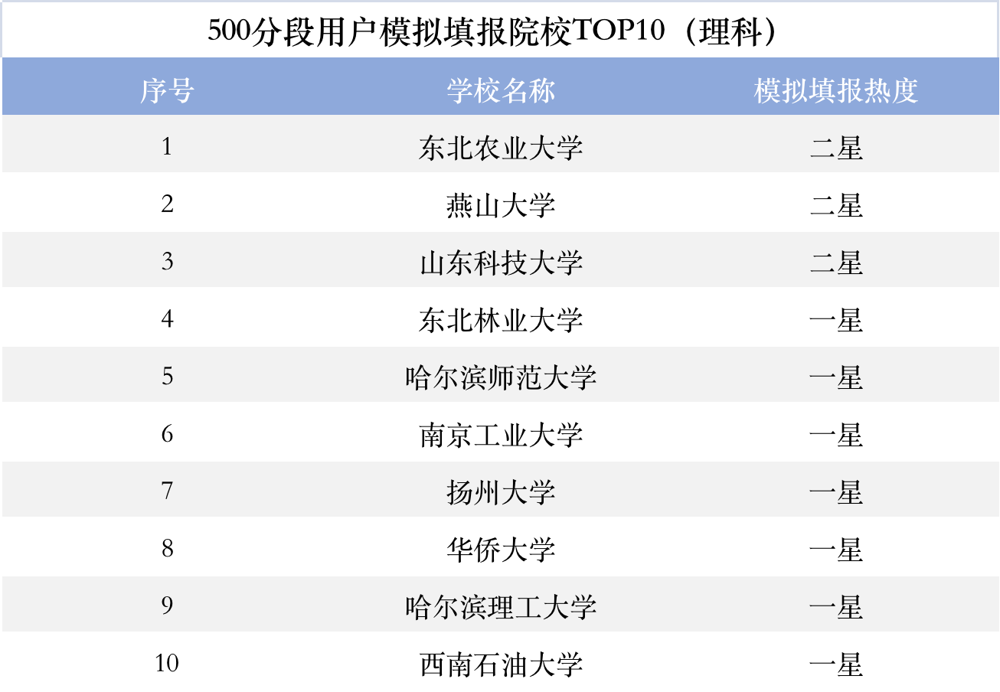 500分段用户模拟填报院校TOP10（理科）
序号 学校名称 模拟填报热度
1 东北农业大学 二星
2 燕山大学 二星
3 山东科技大学 二星
4 东北林业大学 一星
5 哈尔滨师范大学 一星
6 南京工业大学 一星
7 扬州大学 一星
8 华侨大学 一星
9 哈尔滨理工大学 一星
10 西南石油大学 一星